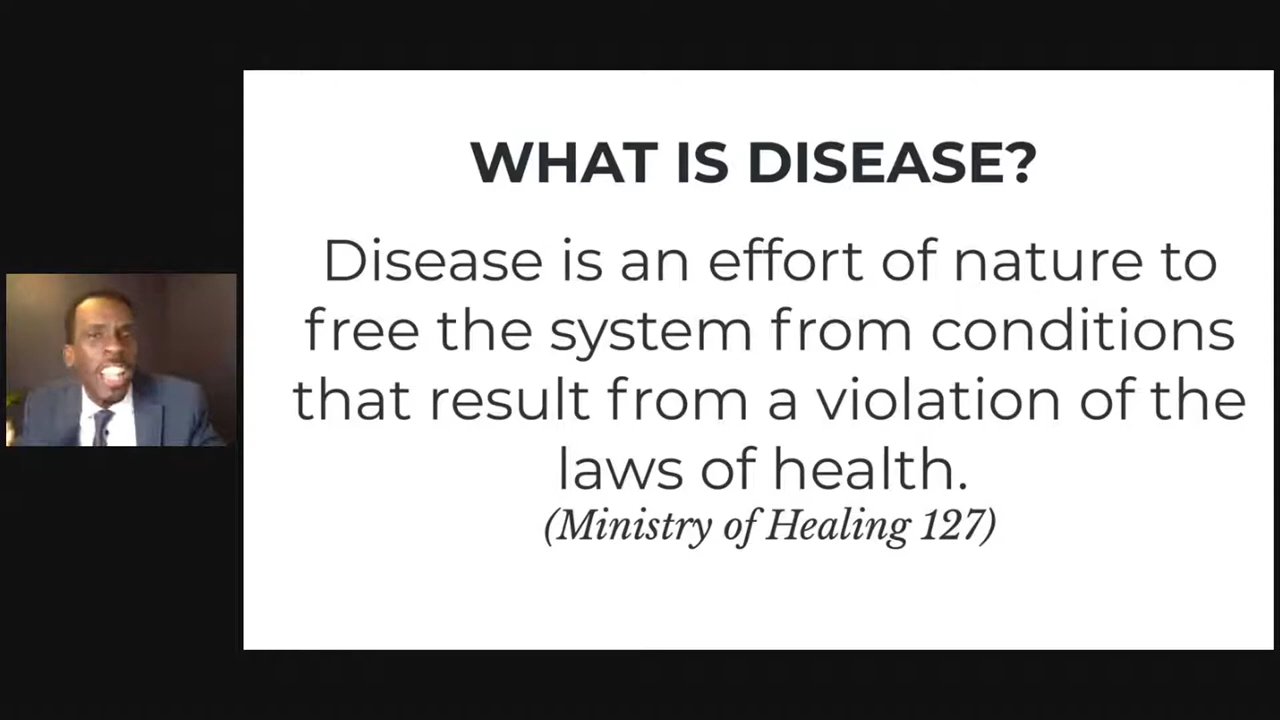 WHAT IS DISEASE?
Disease is an effort of nature to
free the system from conditions
that result from a violation of the
laws of health.
(Ministry of Healing 127)